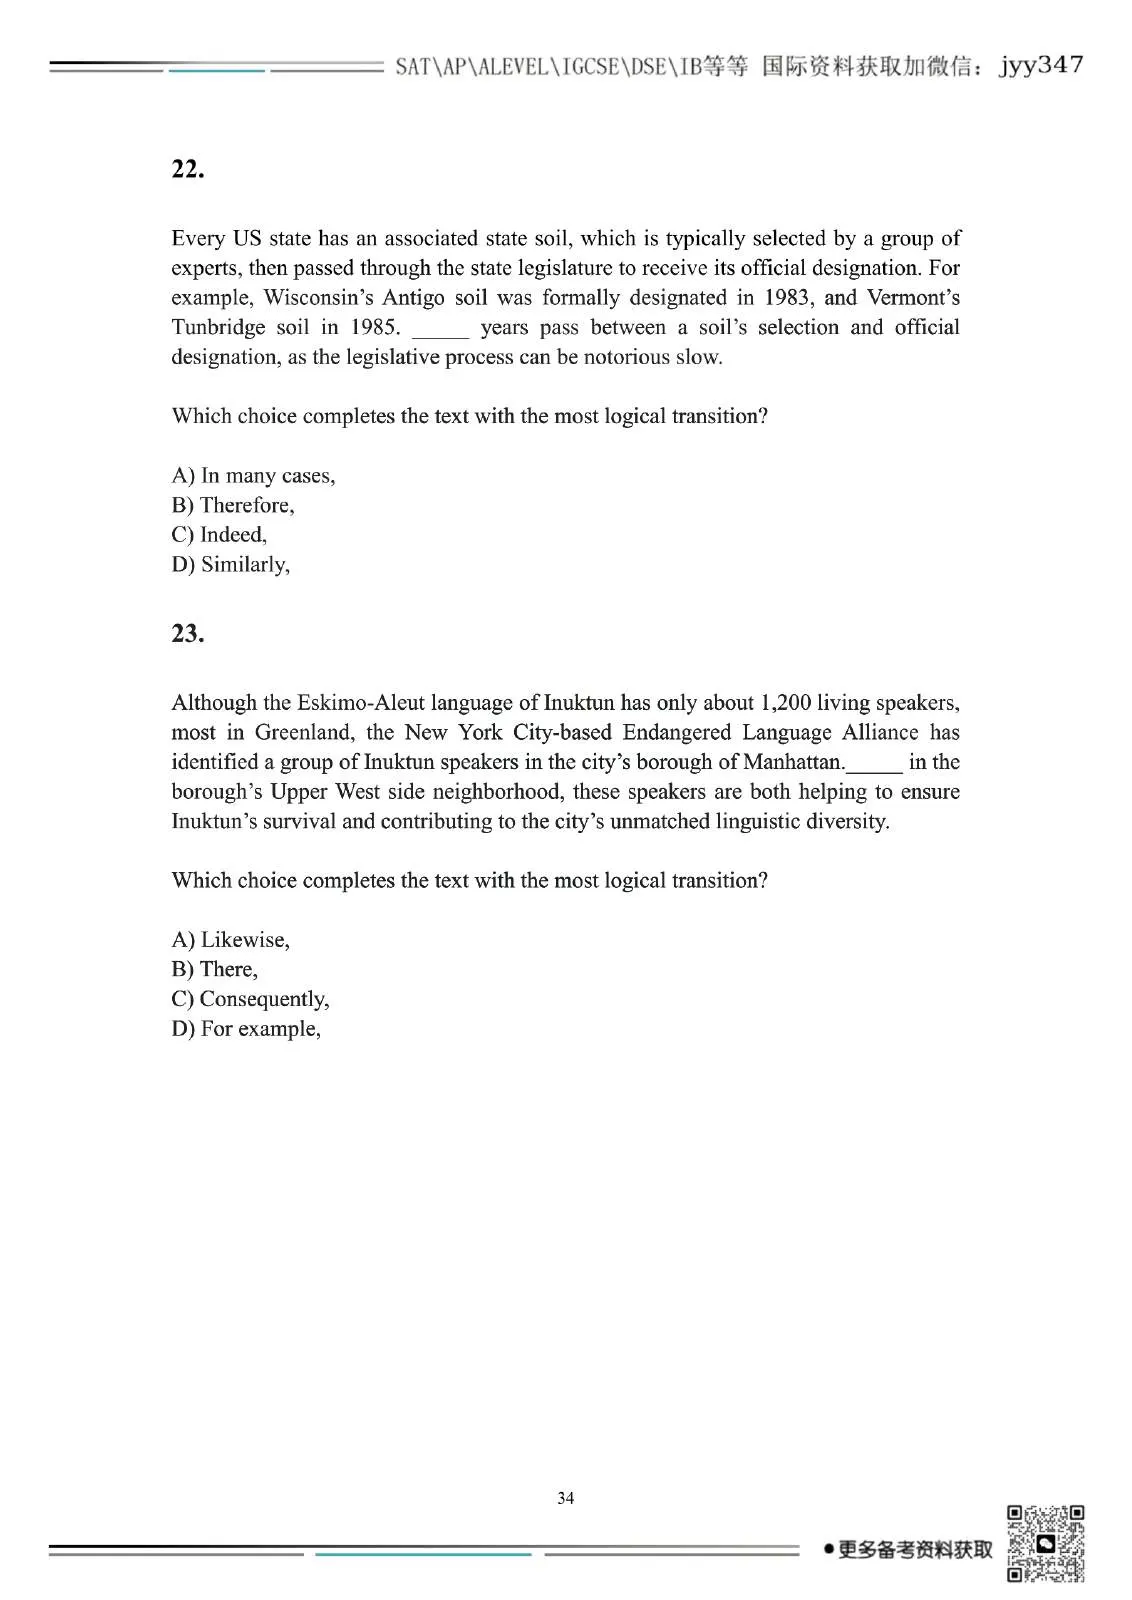 SAT\AP\ALEVEL\IGCSE\DSE\IB等等 国际资料获取加微信：jyy347
22.
Every US state has an associated state soil, which is typically selected by a group of
experts, then passed through the state legislature to receive its official designation. For
example, Wisconsin's Antigo soil was formally designated in 1983, and Vermont's
Tunbridge soil in 1985. _____ years pass between a soil's selection and official
designation, as the legislative process can be notorious slow.
Which choice completes the text with the most logical transition?
A) In many cases,
B) Therefore,
C) Indeed,
D) Similarly,
23.
Although the Eskimo-Aleut language of Inuktun has only about 1,200 living speakers,
most in Greenland, the New York City-based Endangered Language Alliance has
identified a group of Inuktun speakers in the city's borough of Manhattan._____ in the
borough's Upper West side neighborhood, these speakers are both helping to ensure
Inuktun's survival and contributing to the city's unmatched linguistic diversity.
Which choice completes the text with the most logical transition?
A) Likewise,
B) There,
C) Consequently,
D) For example,
34
●更多备考资料获取